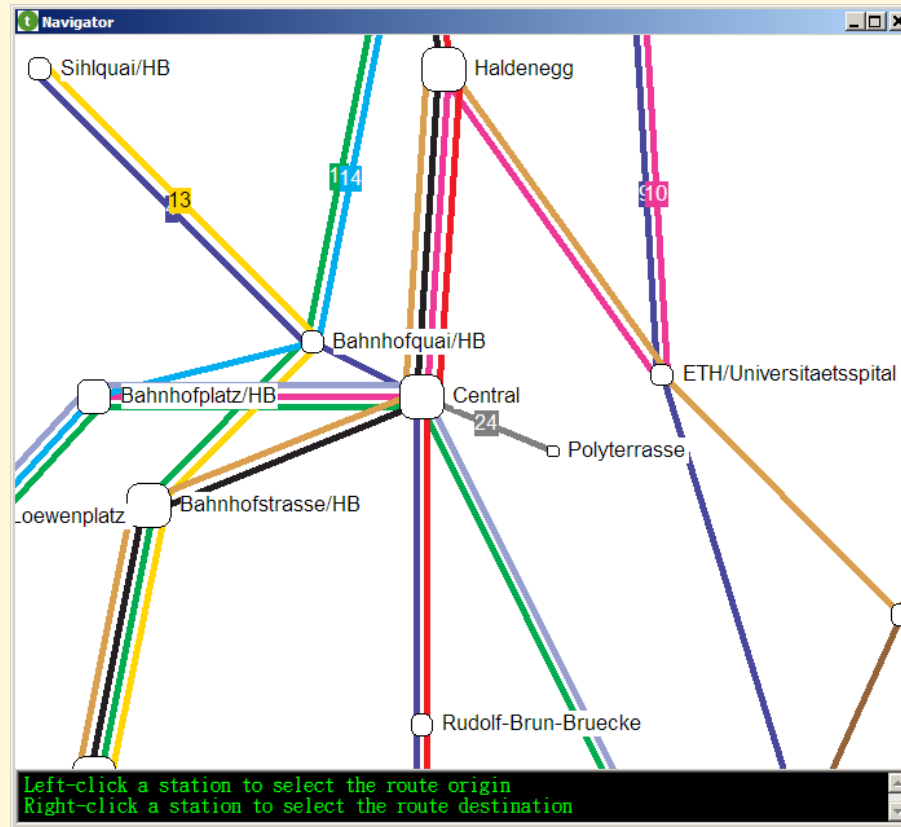 t Navigator
Sihlquai/HB
Haldenegg
14
13
10
Bahnhofquai/HB
ETH/Universitaetsspital
Bahnhofplatz/HB
Central
24
Polyterrasse
Bahnhofstrasse/HB
Loewenplatz
Rudolf-Brun-Bruecke
Left-click a station to select the route origin
Right-click a station to select the route destination